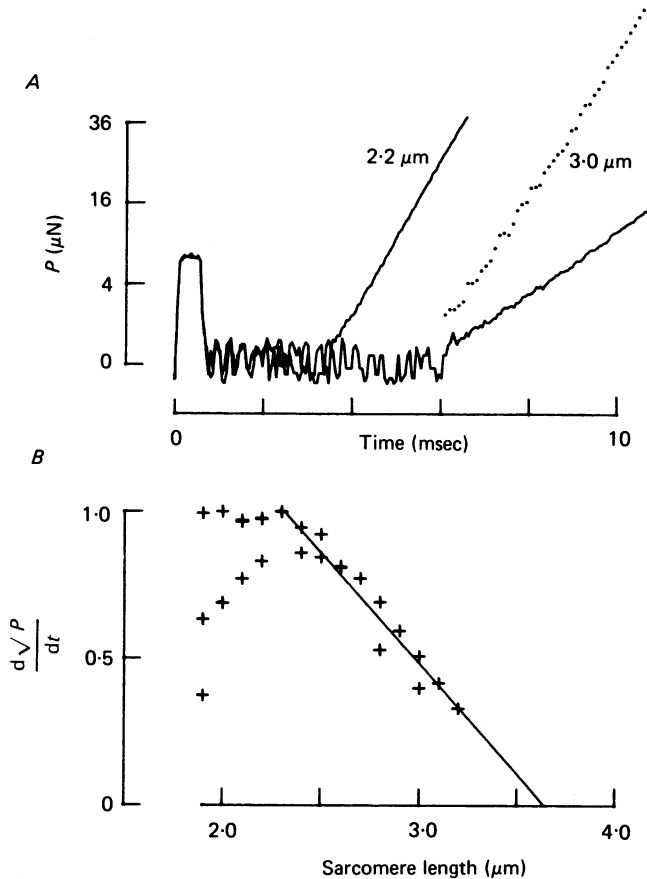 A
36
2·2 μm
3·0 μm
16
P (μN)
4
0
0
Time (msec)
10
B
1·0
d√P
dt
0·5
0
2·0
3·0
4·0
Sarcomere length (μm)